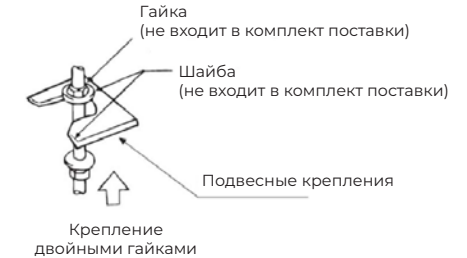 Гайка
(не входит в комплект поставки)
Шайба
(не входит в комплект поставки)
Подвесные крепления
Крепление
двойными гайками